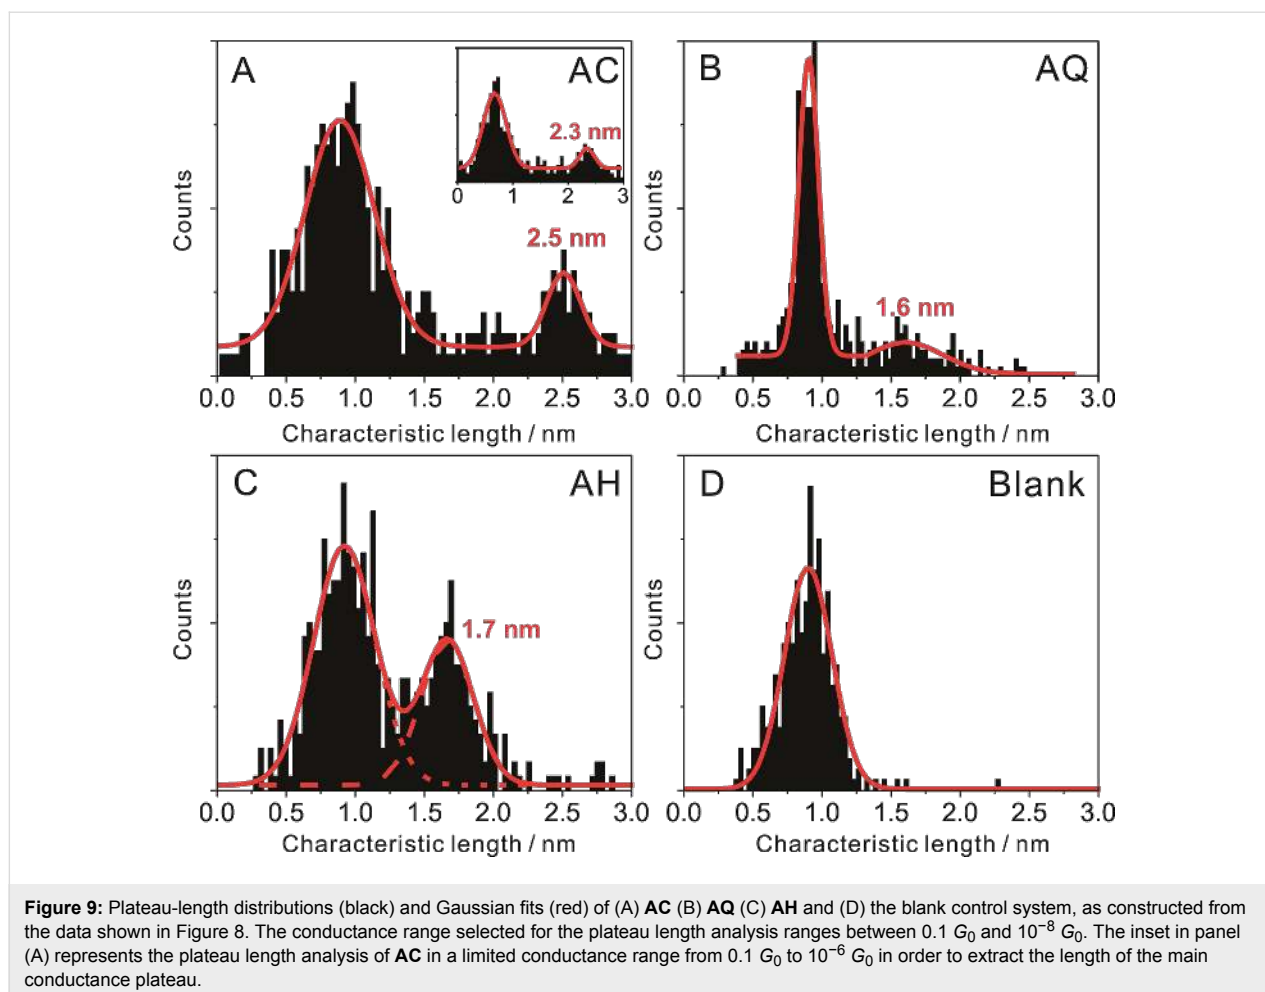 A
AC
2.3 nm
0 1 2 3
2.5 nm
Counts
0.0 0.5 1.0 1.5 2.0 2.5 3.0
Characteristic length / nm
B
AQ
1.6 nm
Counts
0.0 0.5 1.0 1.5 2.0 2.5 3.0
Characteristic length / nm
C
AH
1.7 nm
Counts
0.0 0.5 1.0 1.5 2.0 2.5 3.0
Characteristic length / nm
D
Blank
Counts
0.0 0.5 1.0 1.5 2.0 2.5 3.0
Characteristic length / nm
Figure 9: Plateau-length distributions (black) and Gaussian fits (red) of (A) AC (B) AQ (C) AH and (D) the blank control system, as constructed from
the data shown in Figure 8. The conductance range selected for the plateau length analysis ranges between 0.1 G₀ and 10⁻⁸ G₀. The inset in panel
(A) represents the plateau length analysis of AC in a limited conductance range from 0.1 G₀ to 10⁻⁶ G₀ in order to extract the length of the main
conductance plateau.